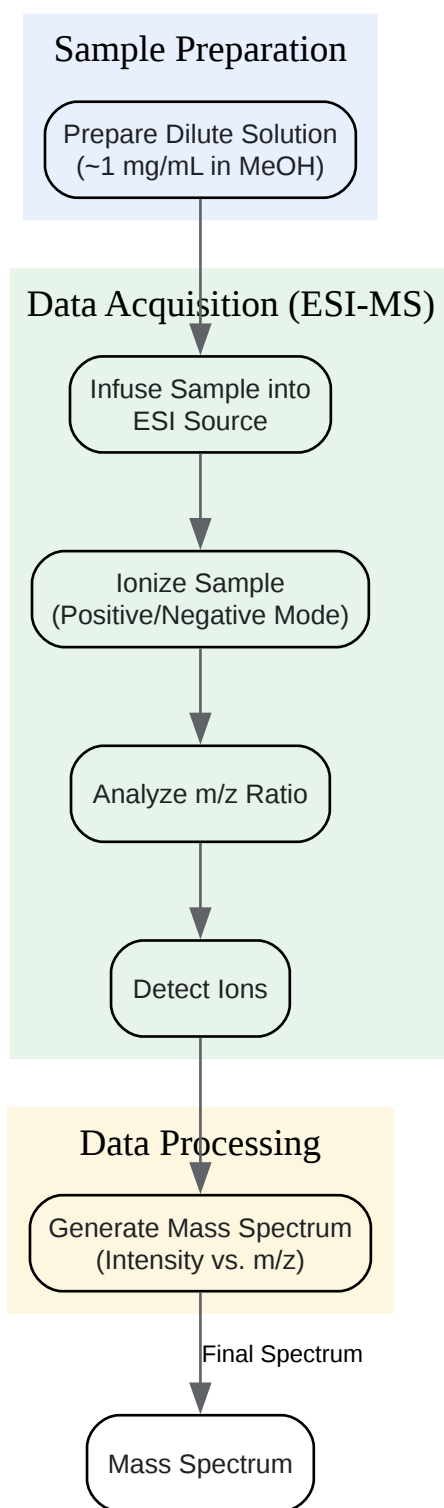 Sample Preparation
Prepare Dilute Solution
(~1 mg/mL in MeOH)
Data Acquisition (ESI-MS)
Infuse Sample into
ESI Source
Ionize Sample
(Positive/Negative Mode)
Analyze m/z Ratio
Detect Ions
Data Processing
Generate Mass Spectrum
(Intensity vs. m/z)
Final Spectrum
Mass Spectrum